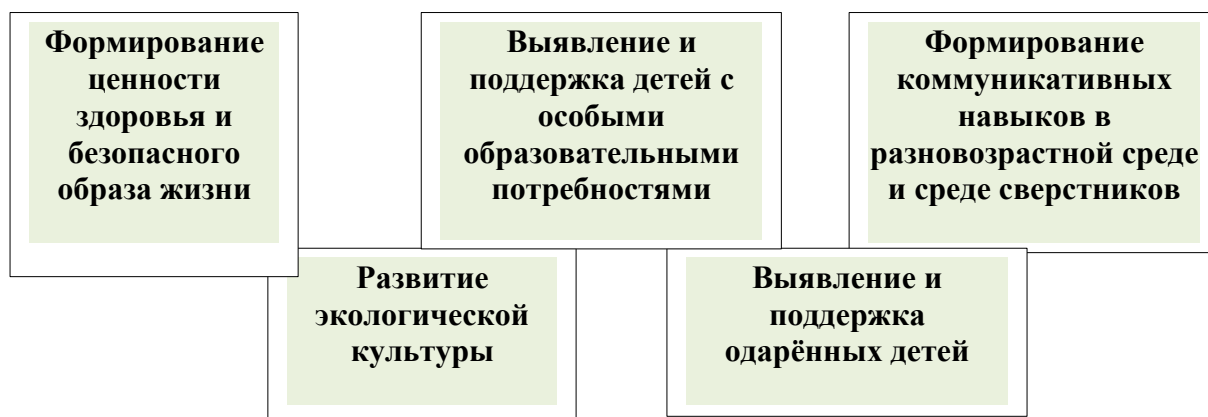 Формирование
ценности
здоровья и
безопасного
образа жизни
Выявление и
поддержка детей с
особыми
образовательными
потребностями
Формирование
коммуникативных
навыков в
разновозрастной среде
и среде сверстников
Развитие
экологической
культуры
Выявление и
поддержка
одарённых детей